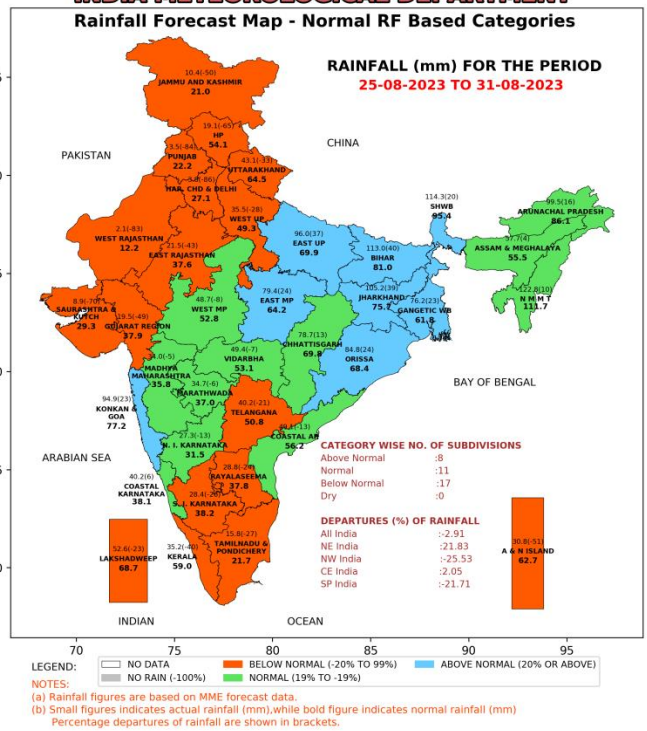 INDIA METEOROLOGICAL DEPARTMENT
Rainfall Forecast Map - Normal RF Based Categories
RAINFALL (mm) FOR THE PERIOD
25-08-2023 TO 31-08-2023
10.4(-50)
JAMMU AND KASHMIR
21.0
19.1(-65)
HP
54.1
CHINA
PAKISTAN
3.5(-84)
PUNJAB
22.2
43.1(-33)
UTTARAKHAND
64.5
HAR. CHD & DELHI
27.1
35.5(-28)
WEST UP
49.3
114.3(20)
SHWB
95.4
99.5(16)
ARUNACHAL PRADESH
86.1
2.1(-83)
WEST RAJASTHAN
12.2
21.5(-43)
EAST RAJASTHAN
37.6
96.0(37)
EAST UP
69.9
113.0(40)
BIHAR
81.0
57.7(4)
ASSAM & MEGHALAYA
55.5
8.9(-70)
SAURASHTRA &
KUTCH
29.3
19.5(-49)
GUJARAT REGION
37.9
48.7(-8)
WEST MP
52.8
79.4(24)
EAST MP
64.2
105.2(39)
JHARKHAND
75.7
76.2(23)
GANGETIC WB
61.8
122.8(10)
N M M T
111.7
78.7(13)
CHHATTISGARH
69.8
84.8(24)
ORISSA
68.4
34.0(-5)
MADHYA
MAHARASHTRA
35.8
49.4(-7)
VIDARBHA
53.1
34.7(-6)
MARATHWADA
37.0
BAY OF BENGAL
94.9(23)
KONKAN &
GOA
77.2
40.2(-21)
TELANGANA
50.8
COASTAL AP
56.2
27.3(-13)
N. I. KARNATAKA
31.5
ARABIAN SEA
40.2(6)
COASTAL
KARNATAKA
38.1
RAYALASEEMA
37.8
S. I. KARNATAKA
38.2
CATEGORY WISE NO. OF SUBDIVISIONS
Above Normal :8
Normal :11
Below Normal :17
Dry :0
DEPARTURES (%) OF RAINFALL
All India :-2.91
NE India :21.83
NW India :-25.53
CE India :2.05
SP India :-21.71
52.6(-23)
LAKSHADWEEP
68.7
35.2(-40)
KERALA
59.0
15.8(-27)
TAMILNADU &
PONDICHERY
21.7
30.8(-51)
A & N ISLAND
62.7
INDIAN OCEAN
70 75 80 85 90 95
LEGEND:
NO DATA
NO RAIN (-100%)
BELOW NORMAL (-20% TO 99%)
NORMAL (19% TO -19%)
ABOVE NORMAL (20% OR ABOVE)
NOTES:
(a) Rainfall figures are based on MME forecast data.
(b) Small figures indicates actual rainfall (mm),while bold figure indicates normal rainfall (mm)
Percentage departures of rainfall are shown in brackets.